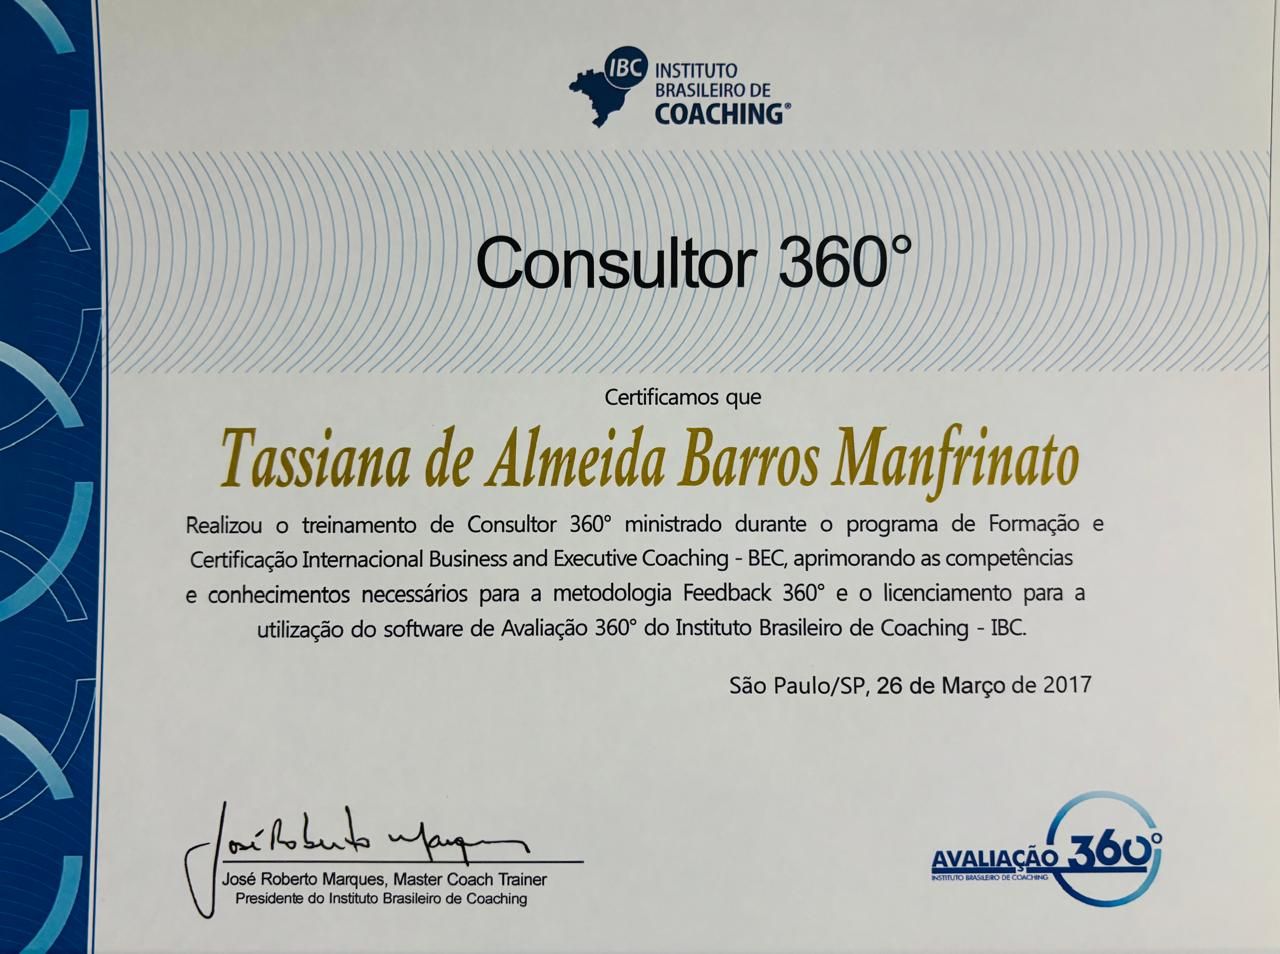 IBC
INSTITUTO
BRASILEIRO DE
COACHING®
Consultor 360°
Certificamos que
Tassiana de Almeida Barros Manfrinato
Realizou o treinamento de Consultor 360° ministrado durante o programa de Formação e
Certificação Internacional Business and Executive Coaching - BEC, aprimorando as competências
e conhecimentos necessários para a metodologia Feedback 360° e o licenciamento para a
utilização do software de Avaliação 360° do Instituto Brasileiro de Coaching - IBC.
São Paulo/SP, 26 de Março de 2017
José Roberto Marques
José Roberto Marques, Master Coach Trainer
Presidente do Instituto Brasileiro de Coaching
AVALIAÇÃO 360°
INSTITUTO BRASILEIRO DE COACHING